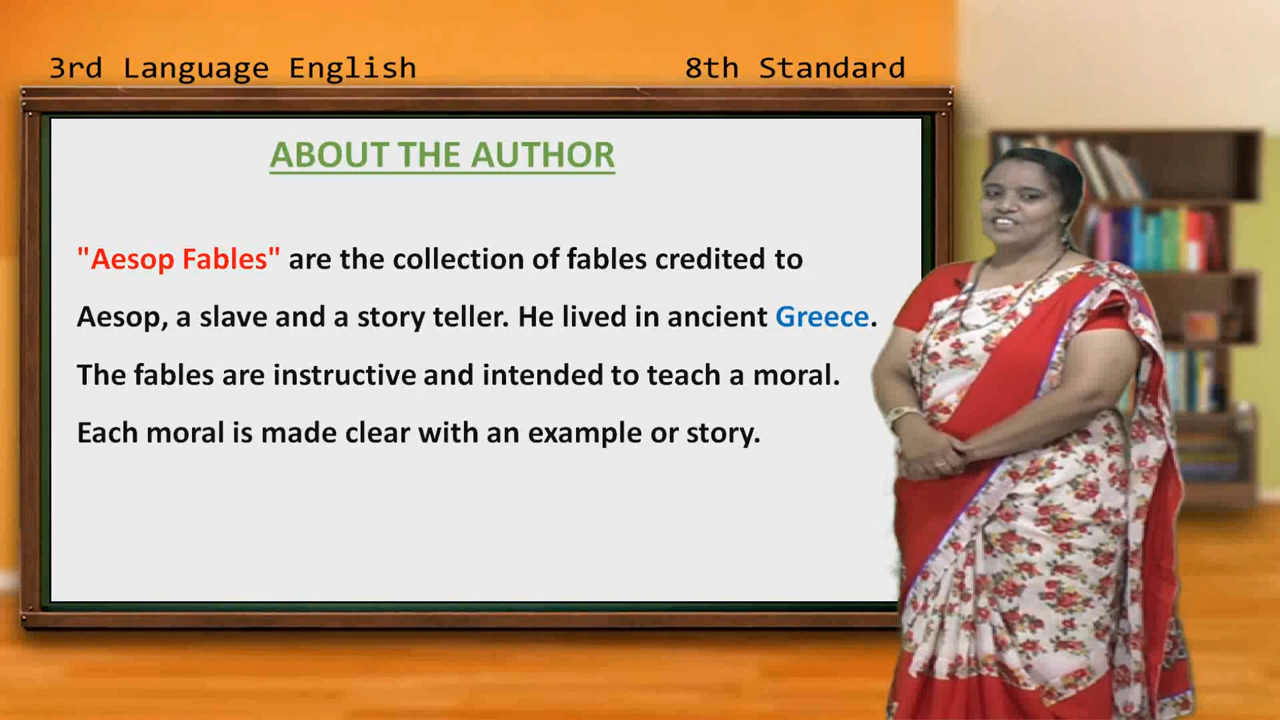 3rd Language English
8th Standard
ABOUT THE AUTHOR
"Aesop Fables" are the collection of fables credited to
Aesop, a slave and a story teller. He lived in ancient Greece.
The fables are instructive and intended to teach a moral.
Each moral is made clear with an example or story.